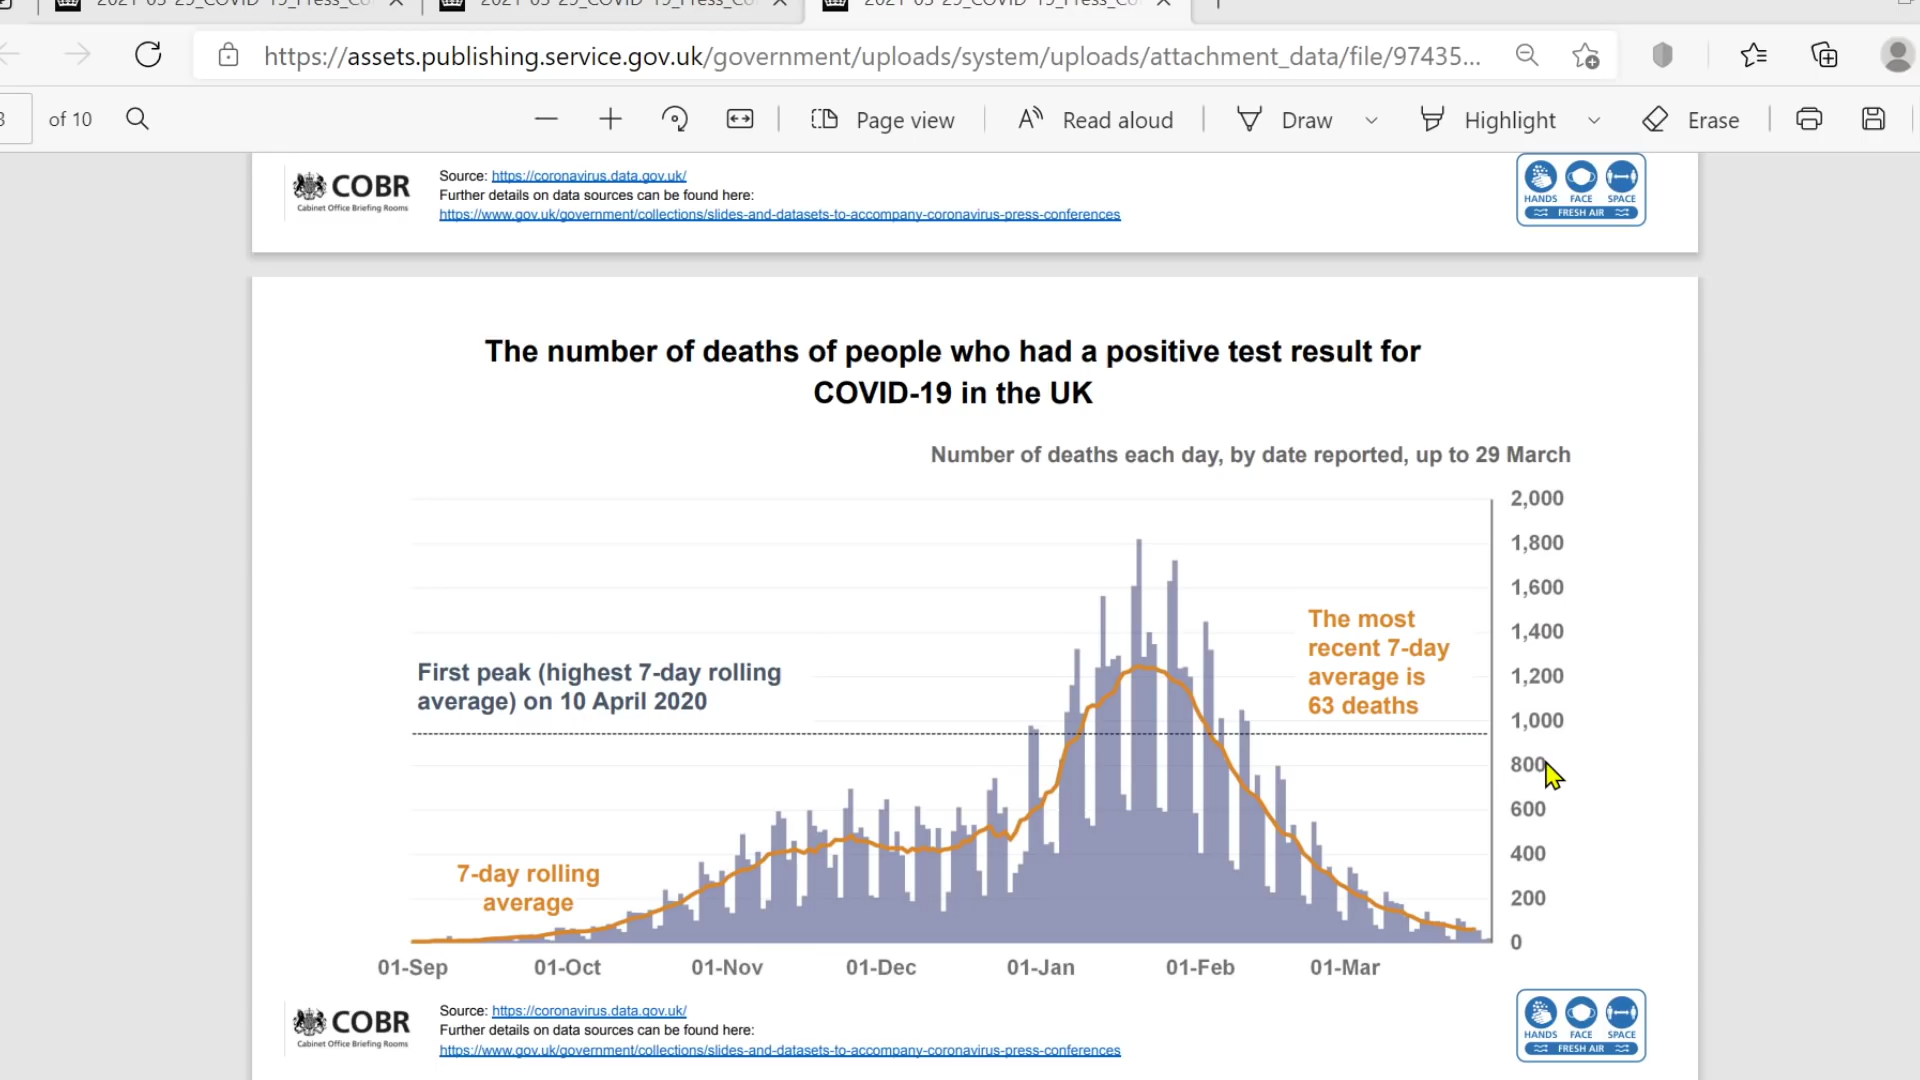 https://assets.publishing.service.gov.uk/government/uploads/system/uploads/attachment_data/file/97435...
of 10
Page view
Read aloud
Draw
Highlight
Erase
COBR
Cabinet Office Briefing Rooms
Source: https://coronavirus.data.gov.uk/
Further details on data sources can be found here:
https://www.gov.uk/government/collections/slides-and-datasets-to-accompany-coronavirus-press-conferences
HANDS FACE SPACE
FRESH AIR
The number of deaths of people who had a positive test result for
COVID-19 in the UK
Number of deaths each day, by date reported, up to 29 March
2,000
1,800
1,600
1,400
1,200
1,000
800
600
400
200
0
First peak (highest 7-day rolling
average) on 10 April 2020
The most
recent 7-day
average is
63 deaths
7-day rolling
average
01-Sep 01-Oct 01-Nov 01-Dec 01-Jan 01-Feb 01-Mar
COBR
Cabinet Office Briefing Rooms
Source: https://coronavirus.data.gov.uk/
Further details on data sources can be found here:
https://www.gov.uk/government/collections/slides-and-datasets-to-accompany-coronavirus-press-conferences
HANDS FACE SPACE
FRESH AIR